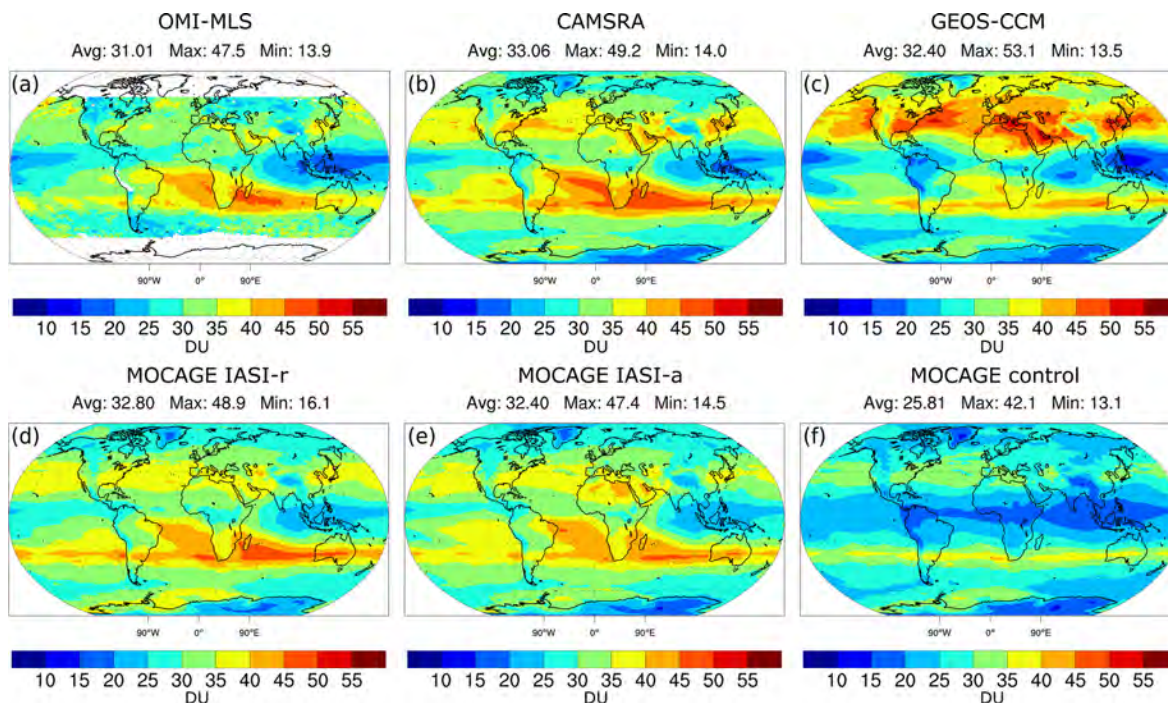 OMI-MLS
Avg: 31.01 Max: 47.5 Min: 13.9
(a)
90°W 0° 90°E
10 15 20 25 30 35 40 45 50 55
DU
CAMSRA
Avg: 33.06 Max: 49.2 Min: 14.0
(b)
90°W 0° 90°E
10 15 20 25 30 35 40 45 50 55
DU
GEOS-CCM
Avg: 32.40 Max: 53.1 Min: 13.5
(c)
90°W 0° 90°E
10 15 20 25 30 35 40 45 50 55
DU
MOCAGE IASI-r
Avg: 32.80 Max: 48.9 Min: 16.1
(d)
90°W 0° 90°E
10 15 20 25 30 35 40 45 50 55
DU
MOCAGE IASI-a
Avg: 32.40 Max: 47.4 Min: 14.5
(e)
90°W 0° 90°E
10 15 20 25 30 35 40 45 50 55
DU
MOCAGE control
Avg: 25.81 Max: 42.1 Min: 13.1
(f)
90°W 0° 90°E
10 15 20 25 30 35 40 45 50 55
DU